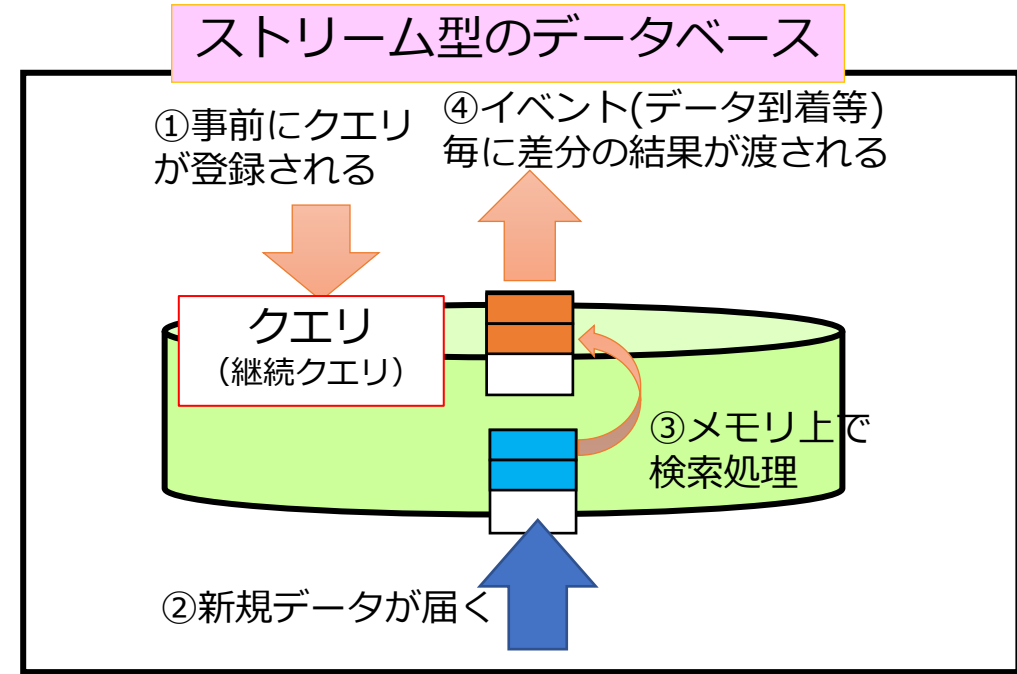 ストリーム型のデータベース
①事前にクエリ
が登録される
④イベント(データ到着等)
毎に差分の結果が渡される
クエリ
（継続クエリ）
③メモリ上で
検索処理
②新規データが届く